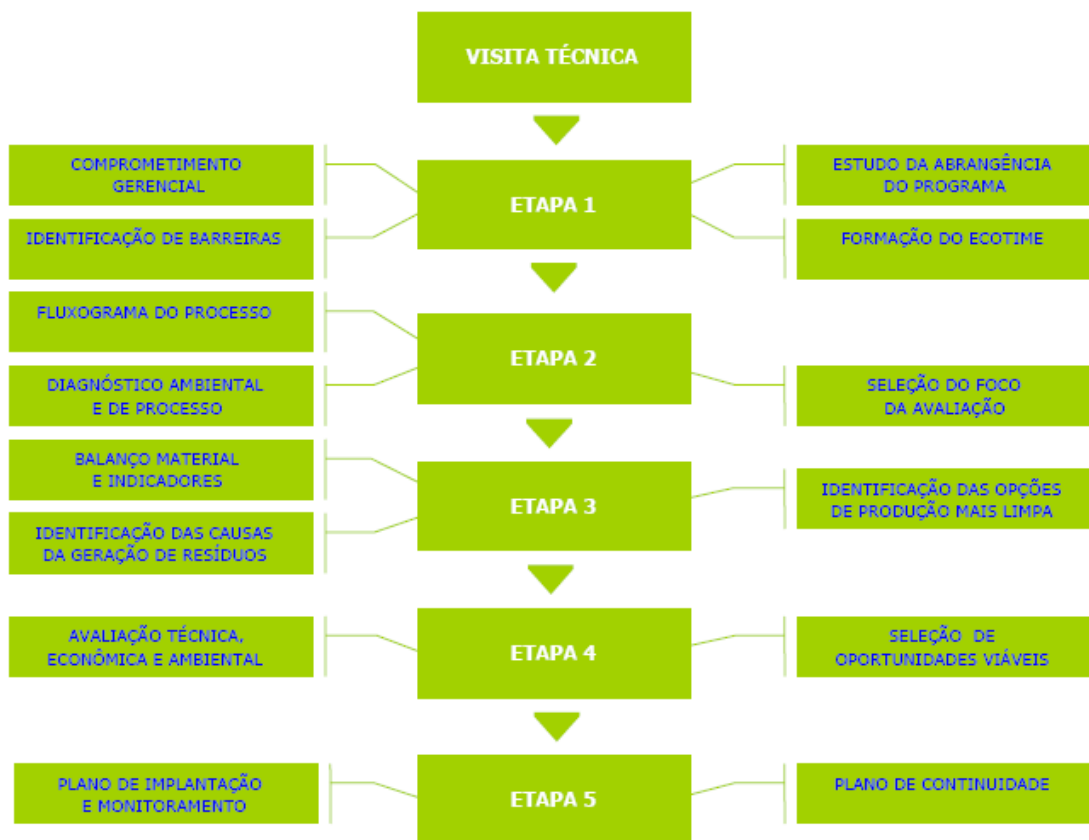 VISITA TÉCNICA
COMPROMETIMENTO
GERENCIAL
ETAPA 1
ESTUDO DA ABRANGÊNCIA
DO PROGRAMA
IDENTIFICAÇÃO DE BARREIRAS
FORMAÇÃO DO ECOTIME
FLUXOGRAMA DO PROCESSO
ETAPA 2
DIAGNÓSTICO AMBIENTAL
E DE PROCESSO
SELEÇÃO DO FOCO
DA AVALIAÇÃO
BALANÇO MATERIAL
E INDICADORES
ETAPA 3
IDENTIFICAÇÃO DAS OPÇÕES
DE PRODUÇÃO MAIS LIMPA
IDENTIFICAÇÃO DAS CAUSAS
DA GERAÇÃO DE RESÍDUOS
AVALIAÇÃO TÉCNICA,
ECONÔMICA E AMBIENTAL
ETAPA 4
SELEÇÃO DE
OPORTUNIDADES VIÁVEIS
PLANO DE IMPLANTAÇÃO
E MONITORAMENTO
ETAPA 5
PLANO DE CONTINUIDADE